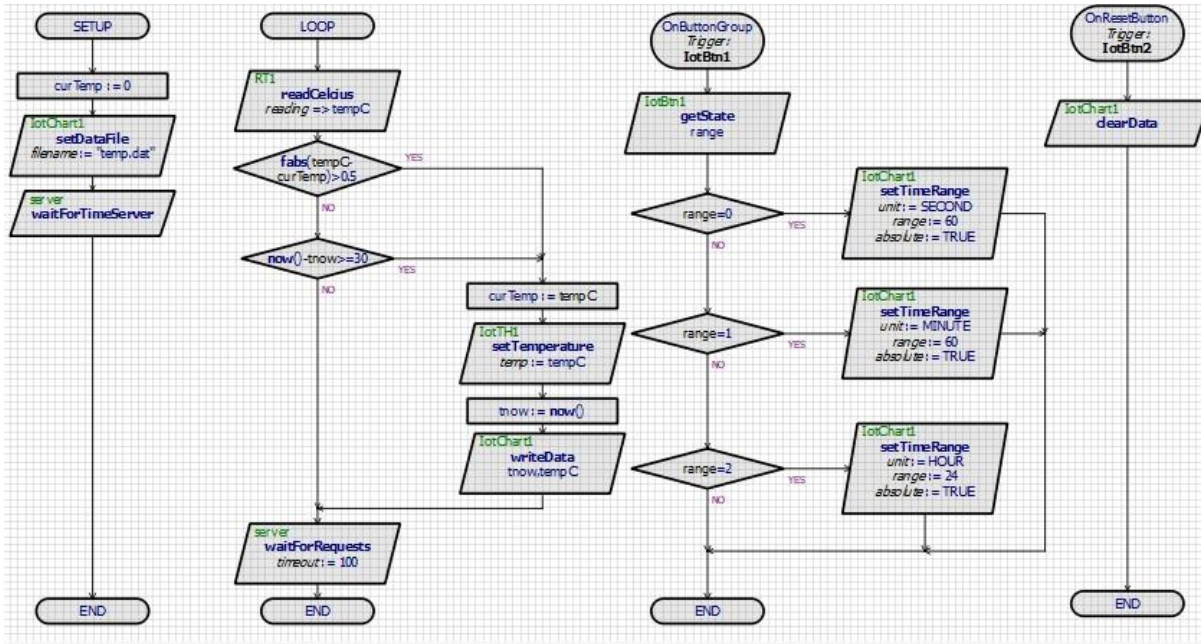 SETUP
curTemp := 0
IotChart1
setDataFile
filename := "temp.dat"
server
waitForTimeServer
END
LOOP
RT1
readCelcius
reading => tempC
fabs(tempC-
curTemp)>0.5
YES
NO
now()-tnow>=30
YES
NO
curTemp := tempC
IotTH1
setTemperature
temp := tempC
tnow := now()
IotChart1
writeData
tnow,tempC
server
waitForRequests
timeout := 100
END
OnButtonGroup
Trigger:
IotBtn1
IotBtn1
getState
range
range=0
YES
NO
IotChart1
setTimeRange
unit := SECOND
range := 60
absolute := TRUE
range=1
YES
NO
IotChart1
setTimeRange
unit := MINUTE
range := 60
absolute := TRUE
range=2
YES
NO
IotChart1
setTimeRange
unit := HOUR
range := 24
absolute := TRUE
END
OnResetButton
Trigger:
IotBtn2
IotChart1
clearData
END